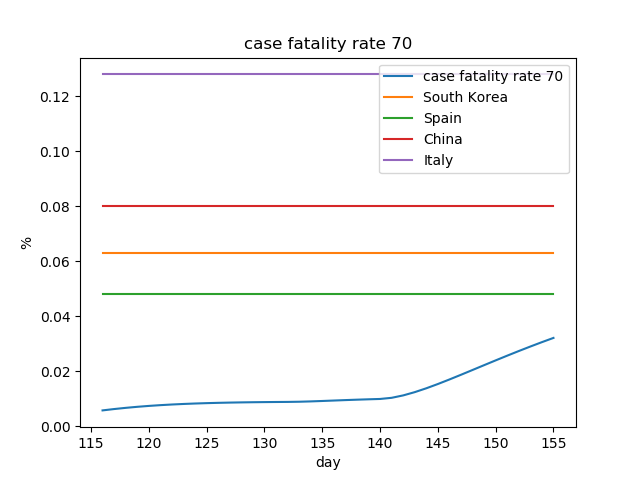 case fatality rate 70
case fatality rate 70
South Korea
Spain
China
Italy
%
0.12
0.10
0.08
0.06
0.04
0.02
0.00
115 120 125 130 135 140 145 150 155
day